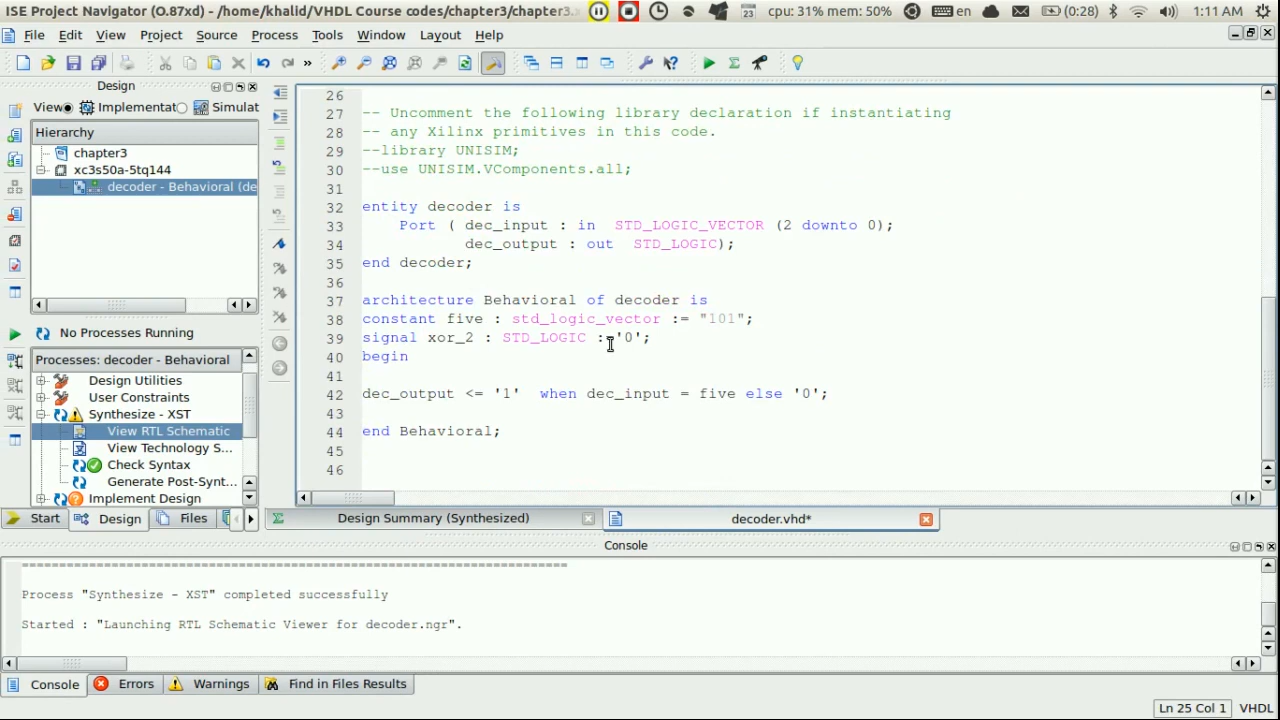 ISE Project Navigator (O.87xd) - /home/khalid/VHDL Course codes/chapter3/chapter3.
23 cpu: 31% mem: 50% en (0:28) 1:11 AM
File Edit View Project Source Process Tools Window Layout Help
Design
View: Implementat Simulat
Hierarchy
chapter3
xc3s50a-5tq144
decoder - Behavioral (de
No Processes Running
Processes: decoder - Behavioral
Design Utilities
User Constraints
Synthesize - XST
View RTL Schematic
View Technology S...
Check Syntax
Generate Post-Synt...
Implement Design
Start Design Files
26
27 -- Uncomment the following library declaration if instantiating
28 -- any Xilinx primitives in this code.
29 --library UNISIM;
30 --use UNISIM.VComponents.all;
31
32 entity decoder is
33 Port ( dec_input : in STD_LOGIC_VECTOR (2 downto 0);
34 dec_output : out STD_LOGIC);
35 end decoder;
36
37 architecture Behavioral of decoder is
38 constant five : std_logic_vector := "101";
39 signal xor_2 : STD_LOGIC :='0';
40 begin
41
42 dec_output <= '1' when dec_input = five else '0';
43
44 end Behavioral;
45
46
Design Summary (Synthesized) decoder.vhd*
Console
=========================================================================
Process "Synthesize - XST" completed successfully
Started : "Launching RTL Schematic Viewer for decoder.ngr".
Console Errors Warnings Find in Files Results
Ln 25 Col 1 VHDL